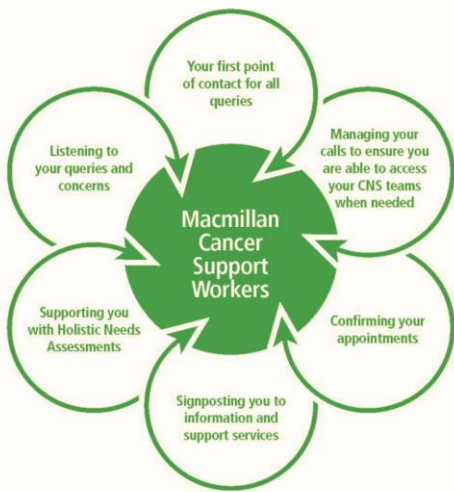 Your first point
of contact for all
queries
Managing your
calls to ensure you
are able to access
your CNS teams
when needed
Confirming your
appointments
Signposting you to
information and
support services
Supporting you
with Holistic Needs
Assessments
Listening to
your queries and
concerns
Macmillan
Cancer
Support
Workers